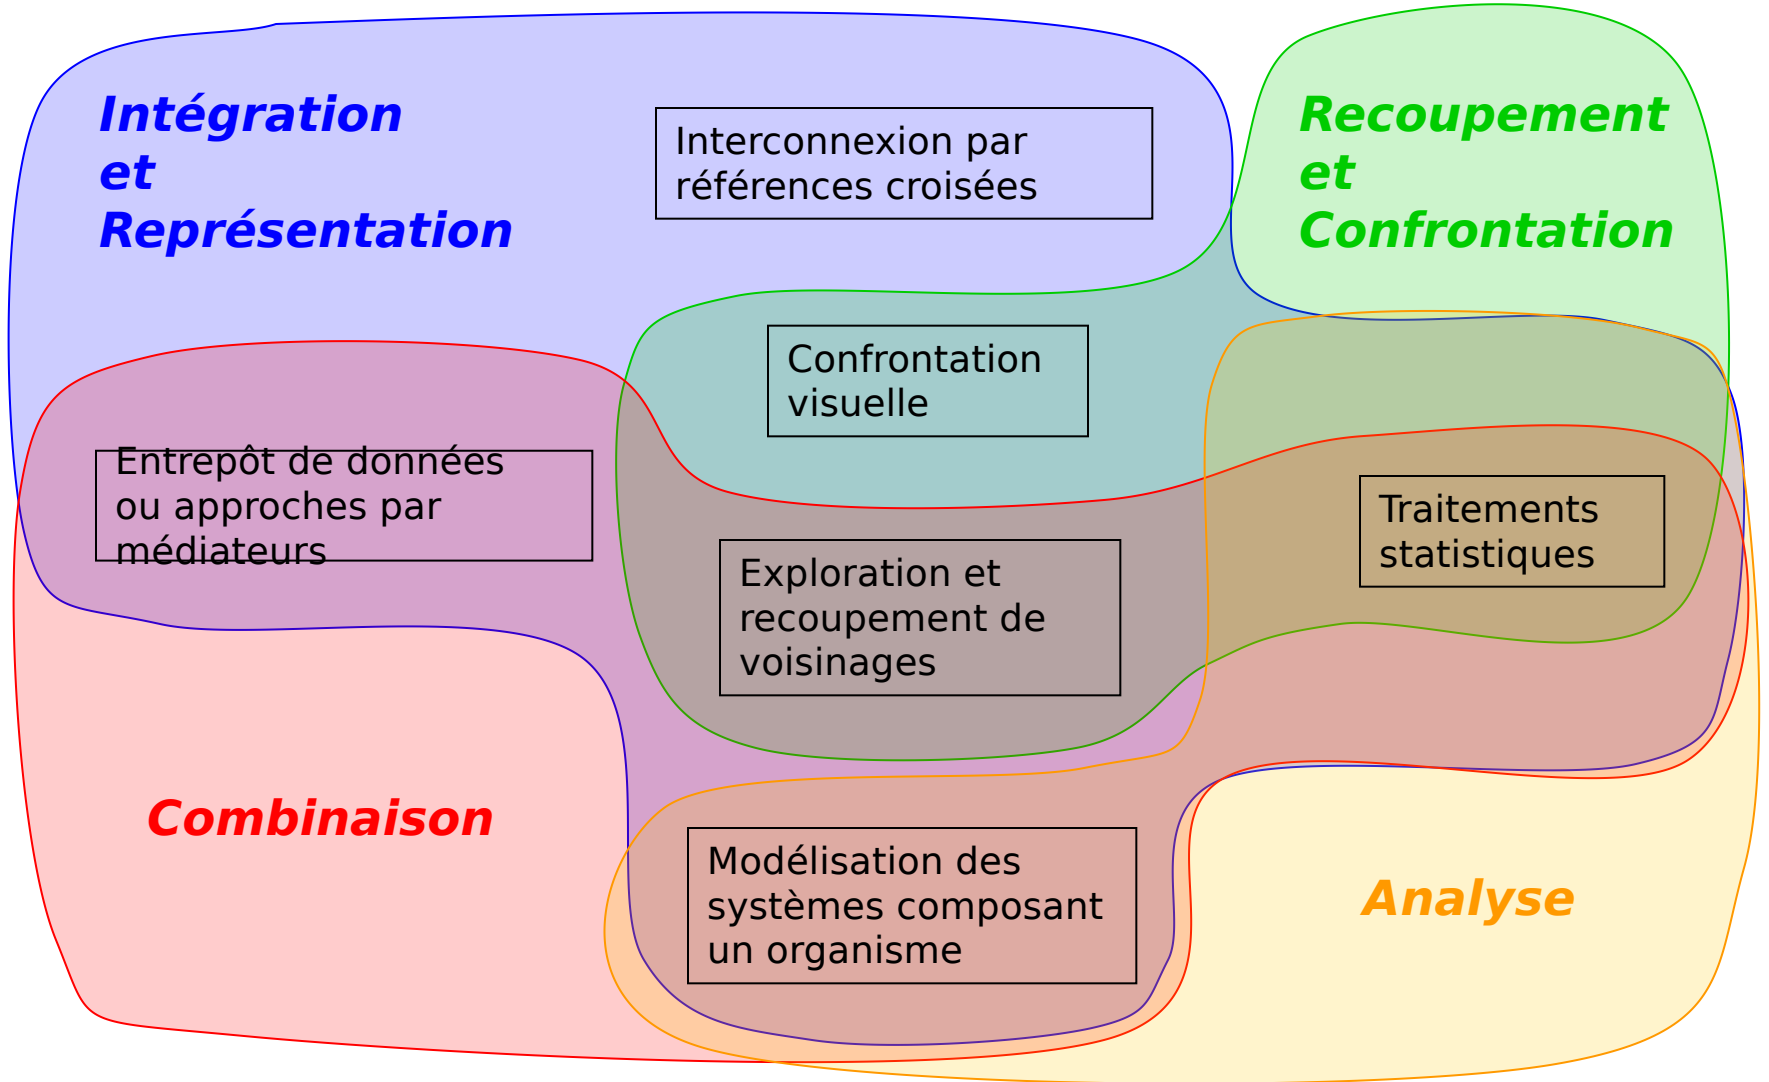 Intégration
et
Représentation
Interconnexion par
références croisées
Recoupement
et
Confrontation
Confrontation
visuelle
Entrepôt de données
ou approches par
médiateurs
Traitements
statistiques
Exploration et
recoupement de
voisinages
Combinaison
Modélisation des
systèmes composant
un organisme
Analyse